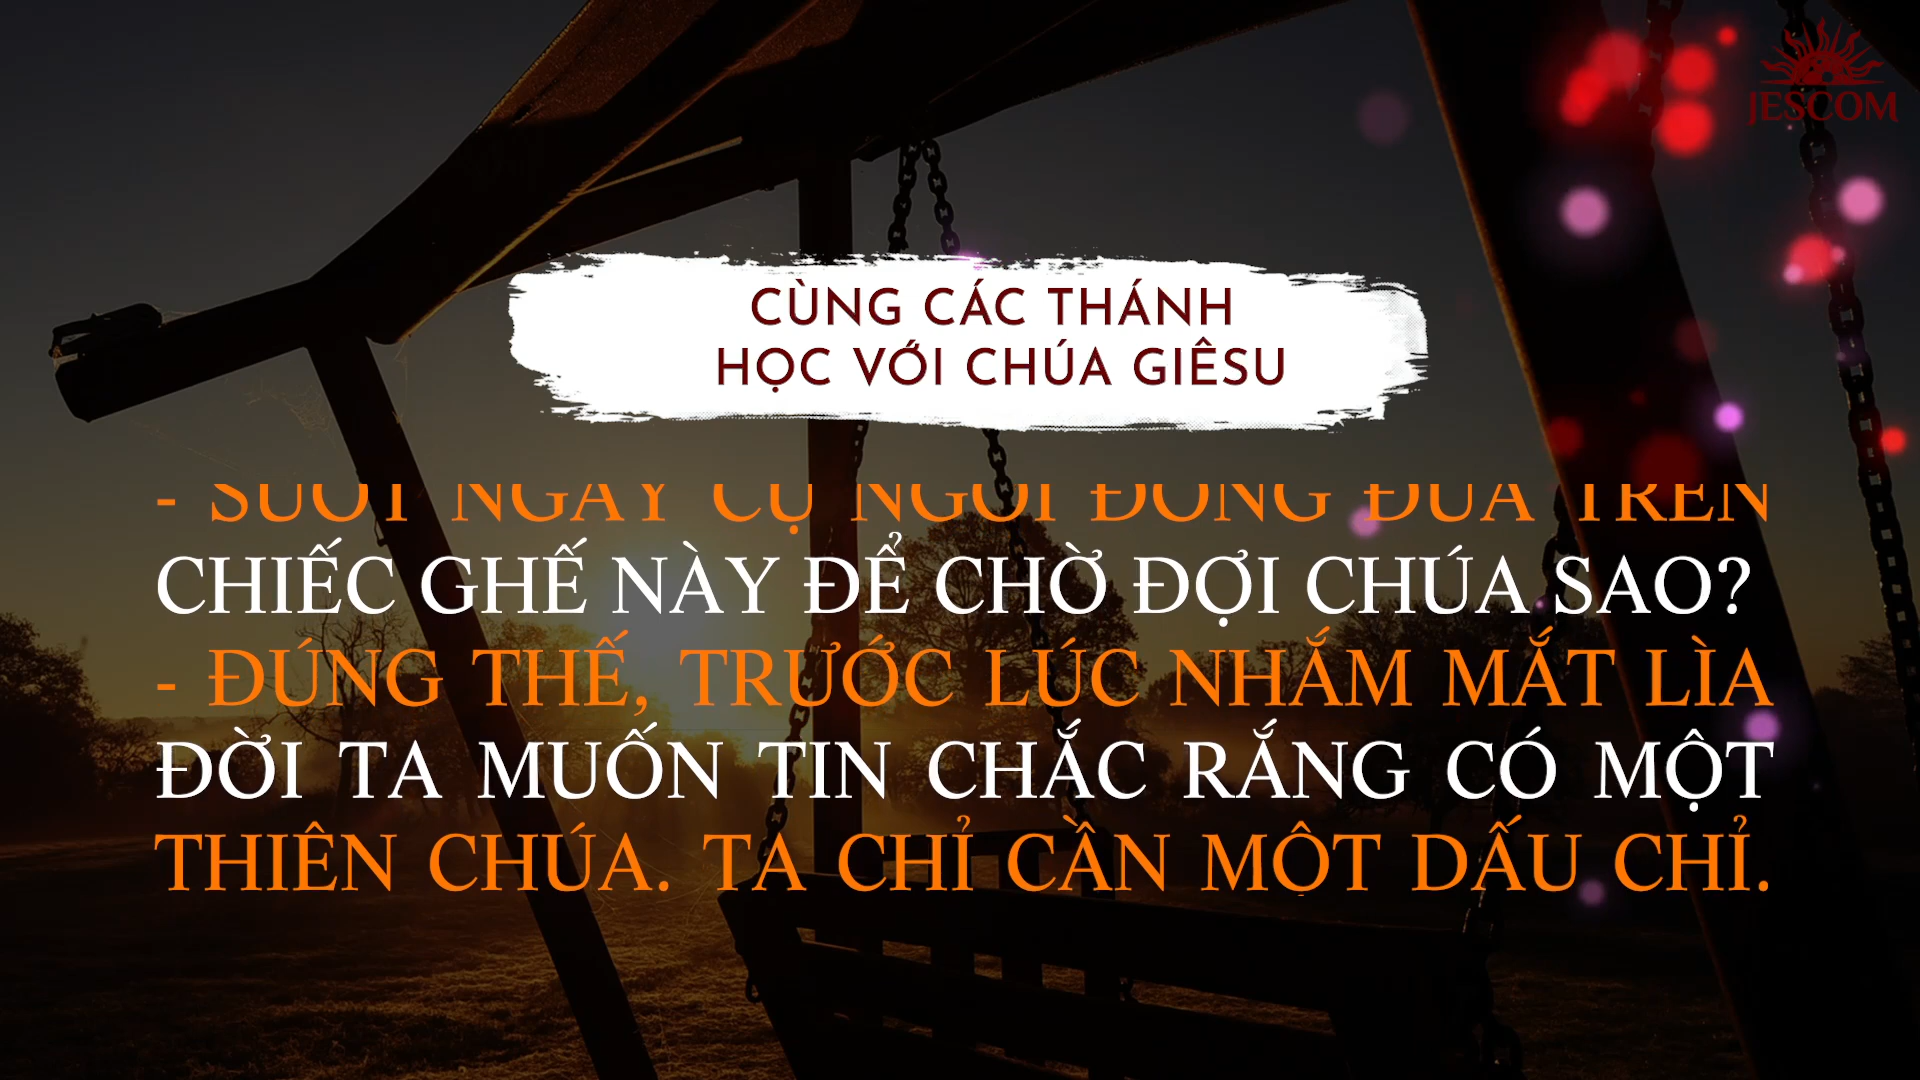 JESCOM
CÙNG CÁC THÁNH
HỌC VỚI CHÚA GIÊSU
- SUỐT NGÀY CỤ NGỒI ĐONG ĐƯA TRÊN
CHIẾC GHẾ NÀY ĐỂ CHỜ ĐỢI CHÚA SAO?
- ĐÚNG THẾ, TRƯỚC LÚC NHẮM MẮT LÌA
ĐỜI TA MUỐN TIN CHẮC RẰNG CÓ MỘT
THIÊN CHÚA. TA CHỈ CẦN MỘT DẤU CHỈ.